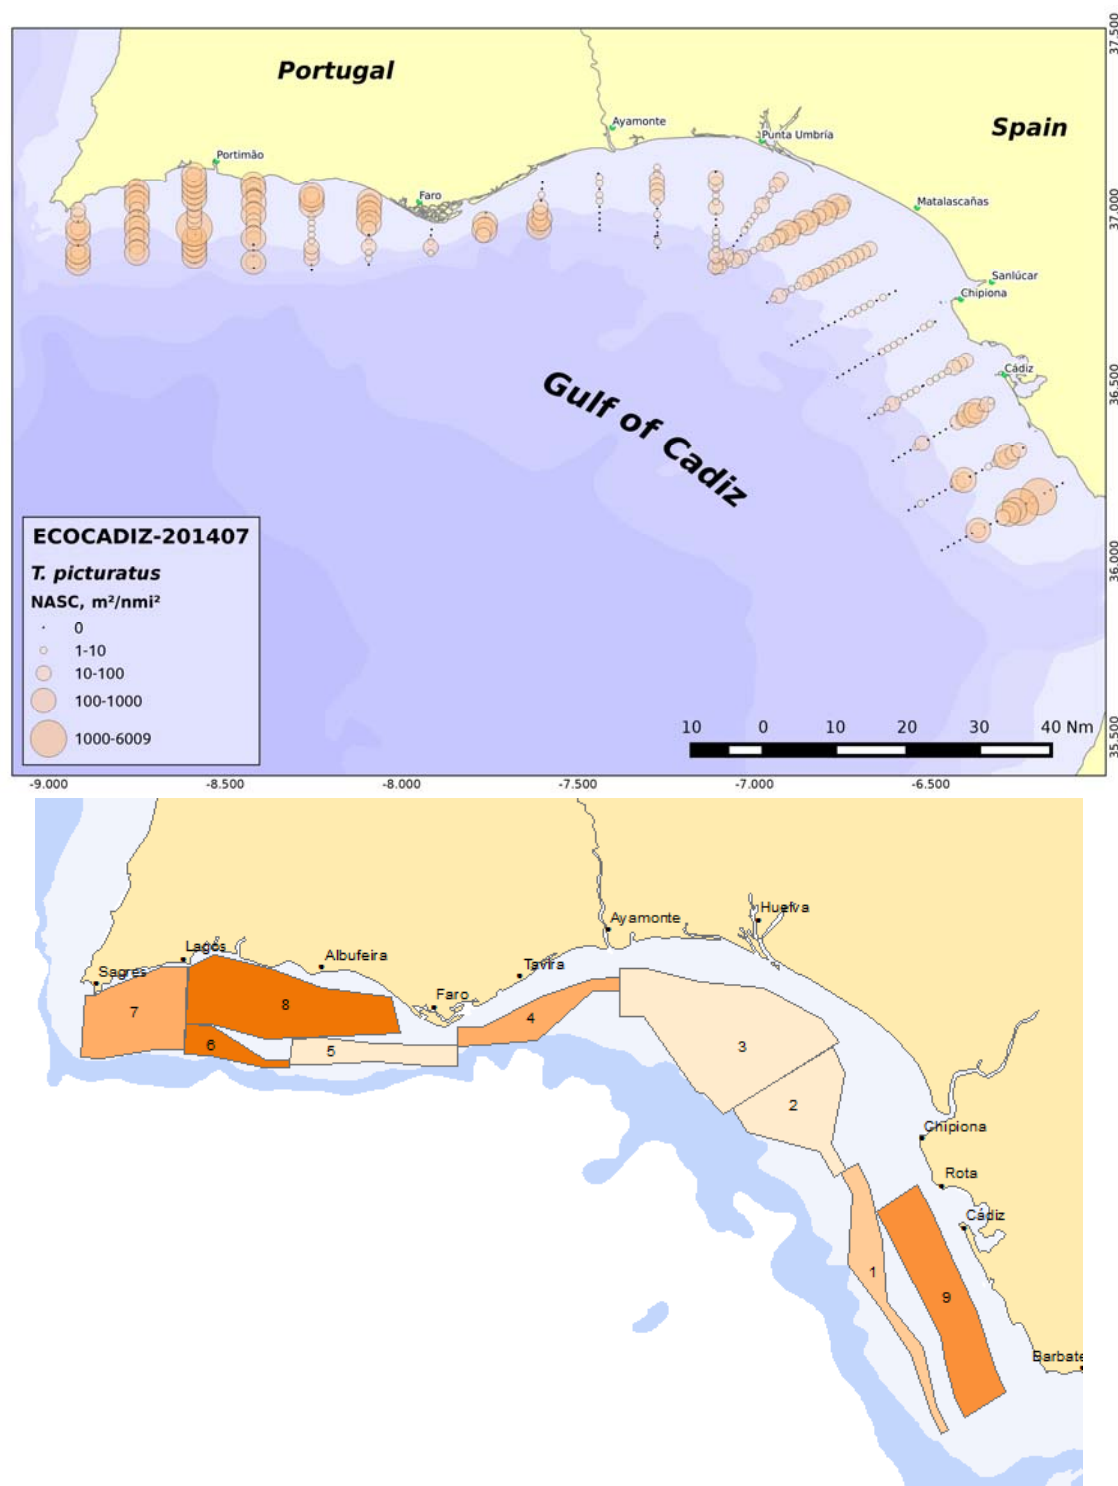 Portugal
Spain
Ayamonte
Punta Umbría
Portimão
Faro
Matalascañas
Sanlúcar
Chipiona
Cádiz
Gulf of Cadiz
37.500
37.000
36.500
36.000
35.500
ECOCADIZ-201407
T. picturatus
NASC, m²/nmi²
0
1-10
10-100
100-1000
1000-6009
10 0 10 20 30 40 Nm
-9.000 -8.500 -8.000 -7.500 -7.000 -6.500
Huelva
Ayamonte
Lagos
Albufeira
Tavira
Sagres
Faro
8
7
4
6
5
3
2
Chipiona
Rota
Cádiz
1
9
Barbate